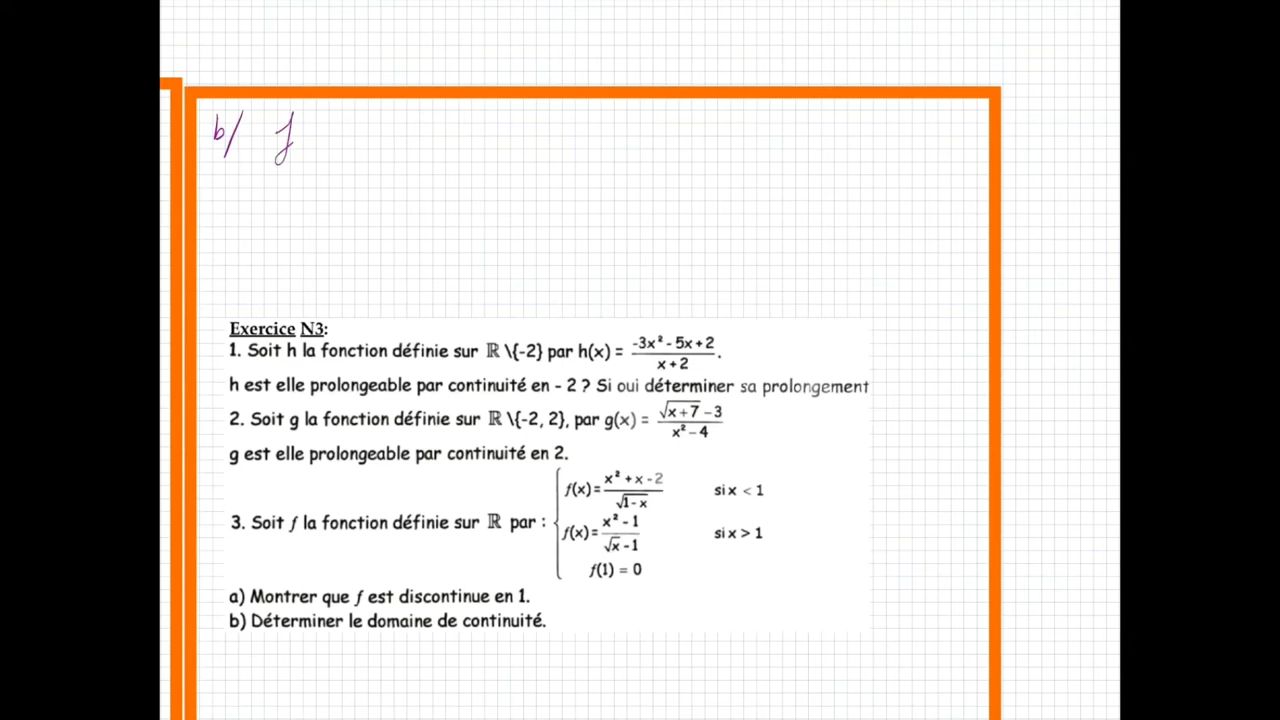 b/ f
Exercice N3:
1. Soit h la fonction définie sur ℝ \{-2} par h(x) = (-3x² - 5x + 2)/(x + 2).
h est elle prolongeable par continuité en - 2 ? Si oui déterminer sa prolongement
2. Soit g la fonction définie sur ℝ \{-2, 2}, par g(x) = (√(x+7) - 3)/(x² - 4)
g est elle prolongeable par continuité en 2.
f(x) = (x² + x - 2)/√(1-x) si x < 1
3. Soit f la fonction définie sur ℝ par : f(x) = (x² - 1)/(√x - 1) si x > 1
f(1) = 0
a) Montrer que f est discontinue en 1.
b) Déterminer le domaine de continuité.